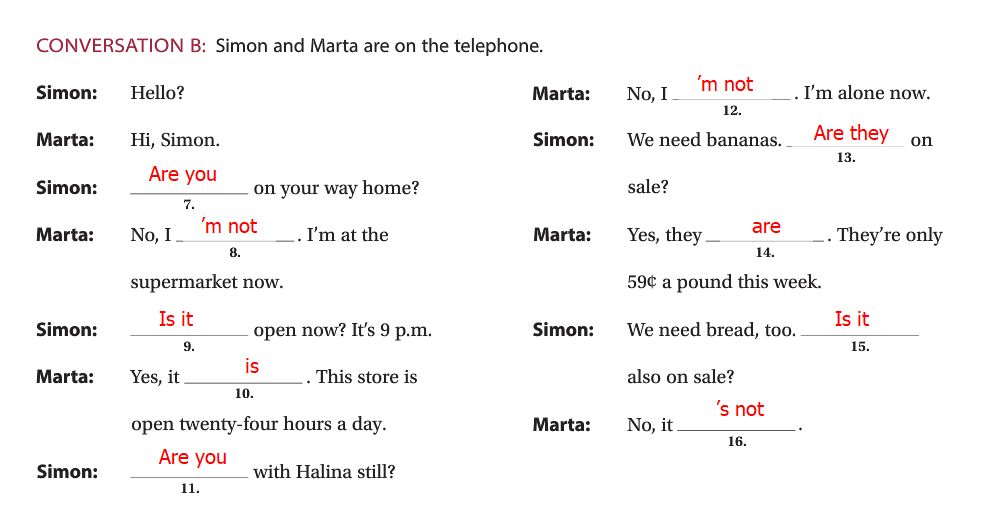 CONVERSATION B: Simon and Marta are on the telephone.
Simon: Hello?
Marta: Hi, Simon.
Simon: Are you on your way home?
7.
Marta: No, I 'm not . I'm at the
8.
supermarket now.
Simon: Is it open now? It's 9 p.m.
9.
Marta: Yes, it is . This store is
10.
open twenty-four hours a day.
Simon: Are you with Halina still?
11.
Marta: No, I 'm not . I'm alone now.
12.
Simon: We need bananas. Are they on
13.
sale?
Marta: Yes, they are . They're only
14.
59¢ a pound this week.
Simon: We need bread, too. Is it
15.
also on sale?
Marta: No, it 's not .
16.